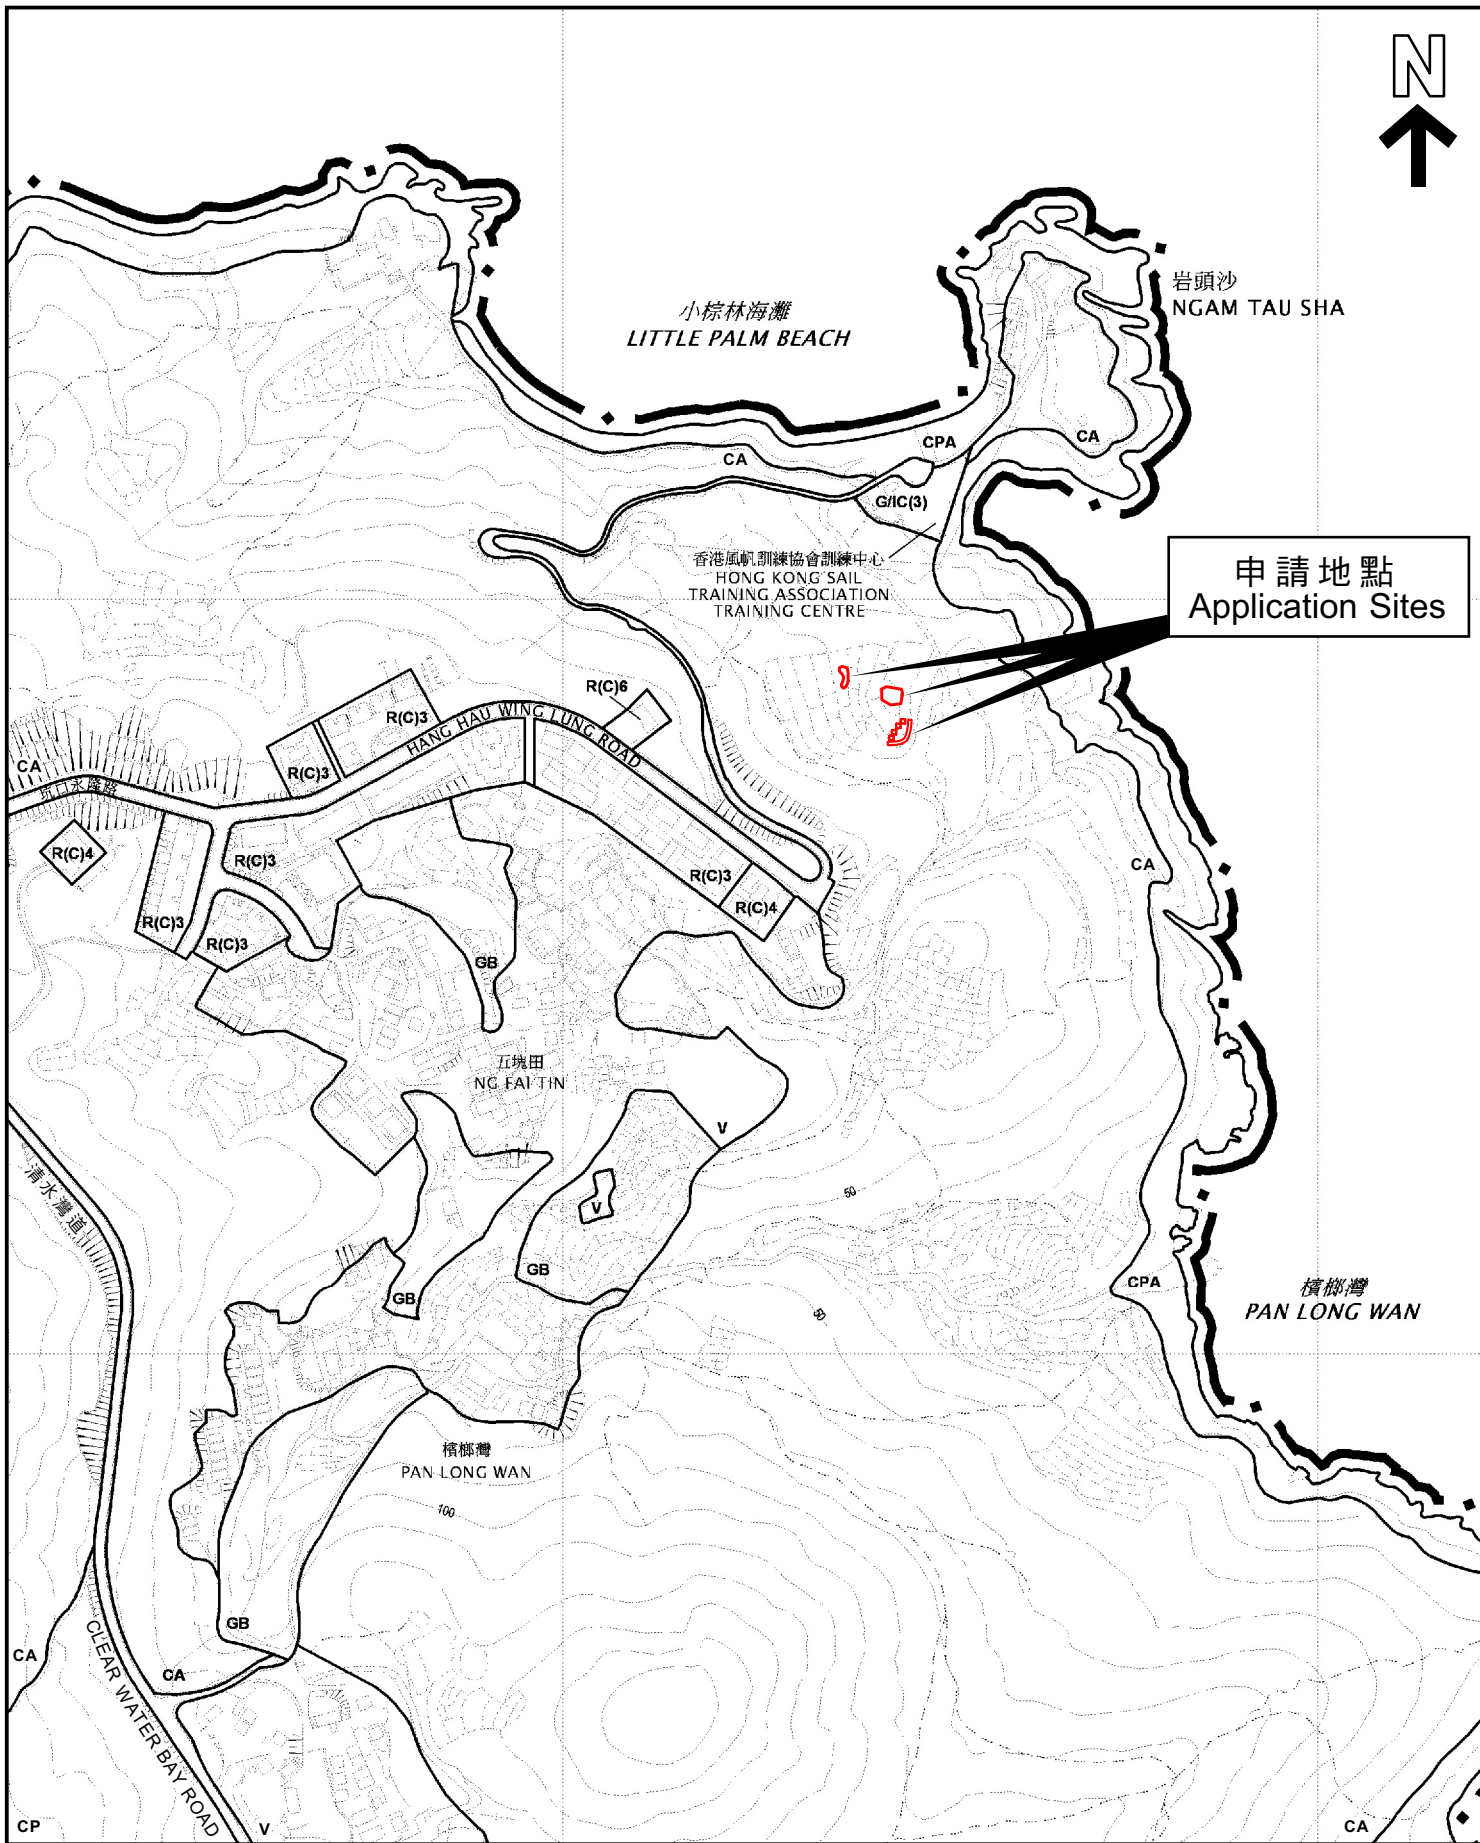 N
岩頭沙
NGAM TAU SHA
小棕林海灘
LITTLE PALM BEACH
CPA
CA
CA
G/IC(3)
香港風帆訓練協會訓練中心
HONG KONG SAIL
TRAINING ASSOCIATION
TRAINING CENTRE
申請地點
Application Sites
R(C)6
R(C)3
HANG HAU WING LUNG ROAD
R(C)3
CA
坑口永隆路
R(C)4
R(C)3
R(C)3
R(C)4
R(C)3
R(C)3
CA
GB
五塊田
NG FAI TIN
V
清水灣道
50
V
GB
GB
CPA
檳榔灣
PAN LONG WAN
50
檳榔灣
PAN LONG WAN
100
GB
CA
CA
CLEAR WATER BAY ROAD
CP
V
CA